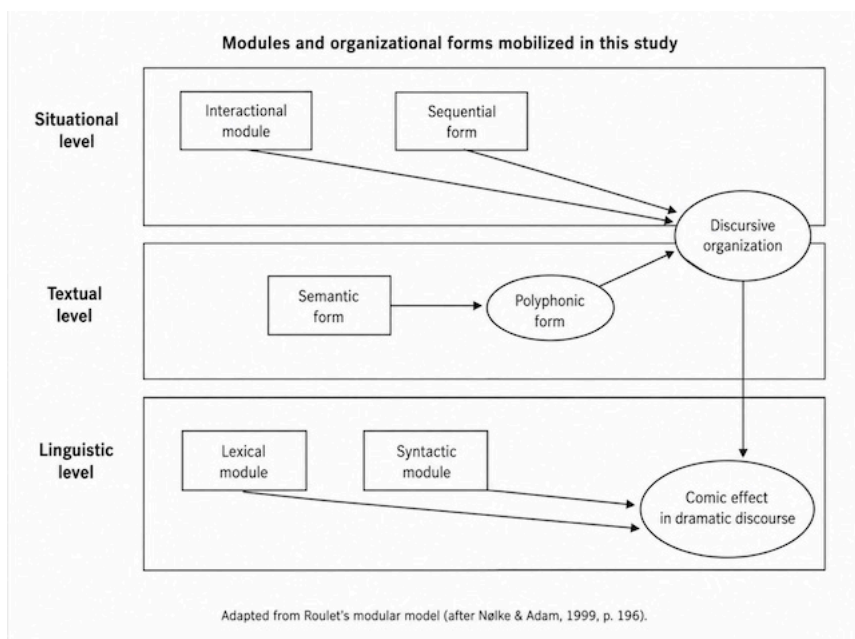 Modules and organizational forms mobilized in this study
Situational
level
Interactional
module
Sequential
form
Discursive
organization
Textual
level
Semantic
form
Polyphonic
form
Linguistic
level
Lexical
module
Syntactic
module
Comic effect
in dramatic discourse
Adapted from Roulet's modular model (after Nølke & Adam, 1999, p. 196).